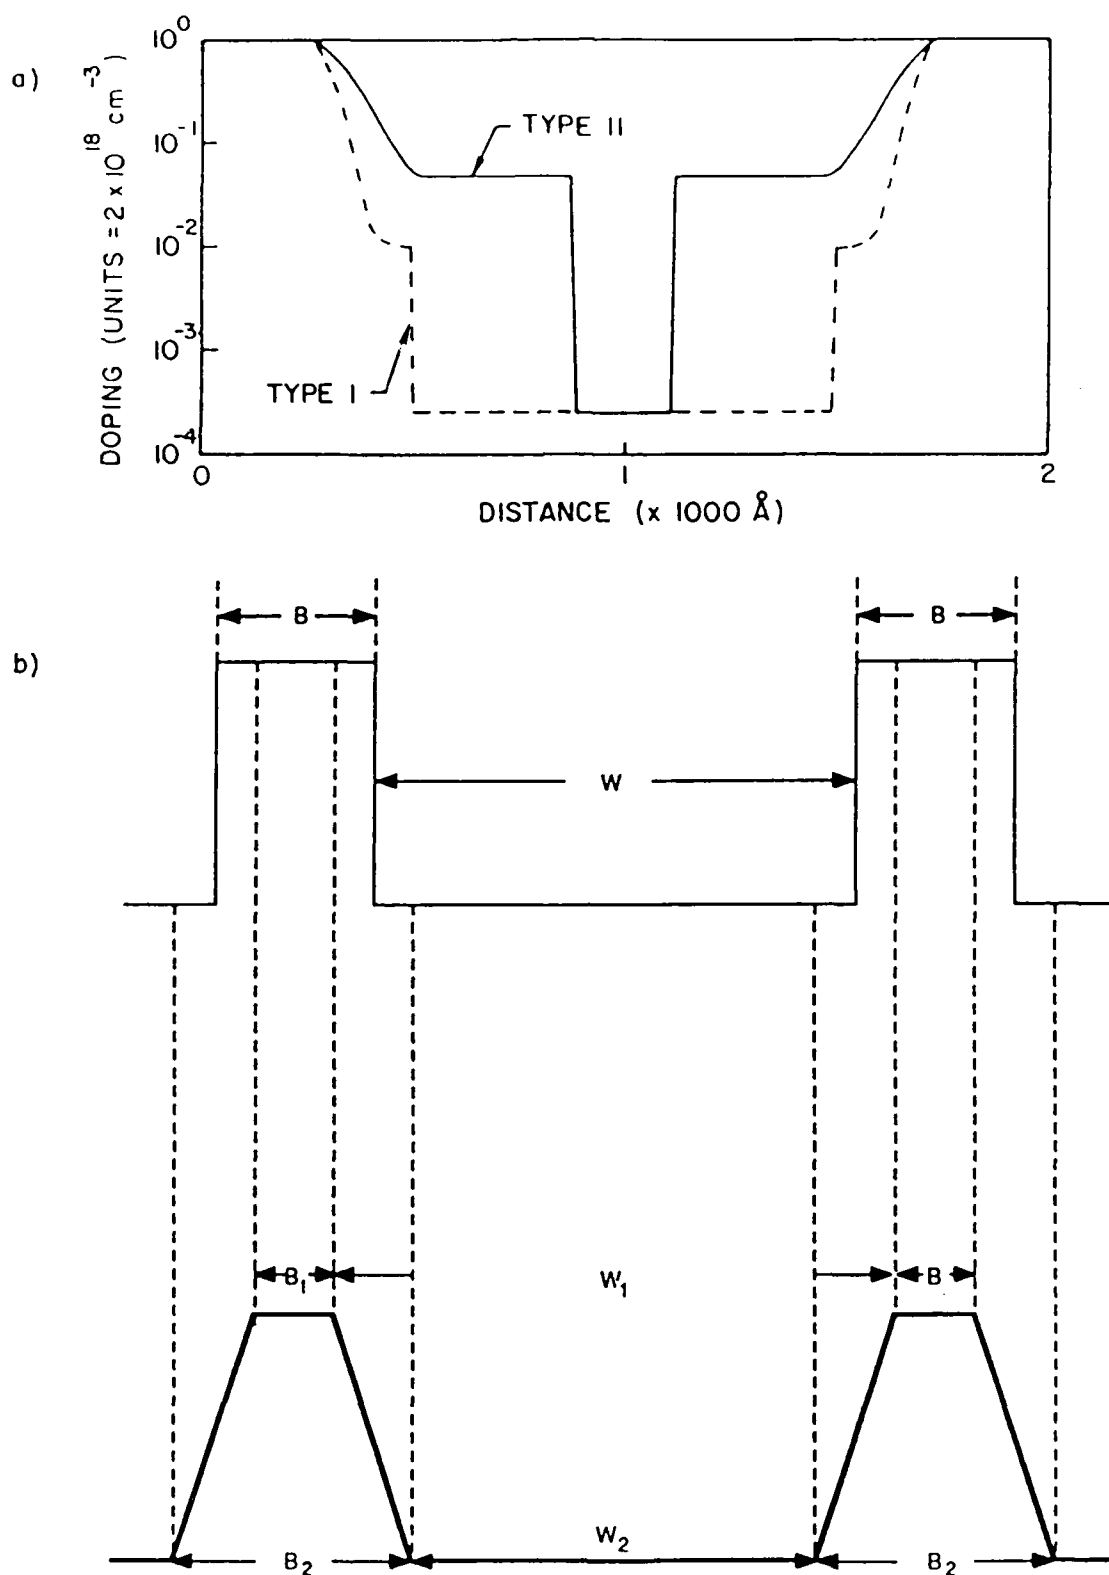 a)
DOPING (UNITS = 2 x 10^18 cm^-3)
10^0
10^-1
10^-2
10^-3
10^-4
TYPE II
TYPE I
0
1
2
DISTANCE (x 1000 Å)
b)
B
B
W
B₁
W₁
B
B₂
W₂
B₂